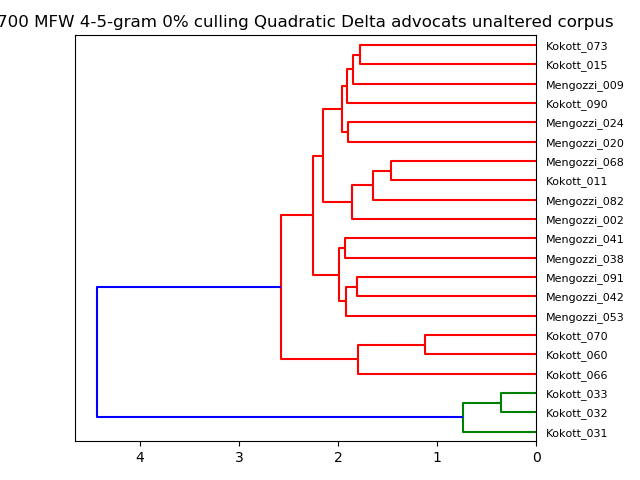 700 MFW 4-5-gram 0% culling Quadratic Delta advocats unaltered corpus
Kokott_073
Kokott_015
Mengozzi_009
Kokott_090
Mengozzi_024
Mengozzi_020
Mengozzi_068
Kokott_011
Mengozzi_082
Mengozzi_002
Mengozzi_041
Mengozzi_038
Mengozzi_091
Mengozzi_042
Mengozzi_053
Kokott_070
Kokott_060
Kokott_066
Kokott_033
Kokott_032
Kokott_031
4 3 2 1 0